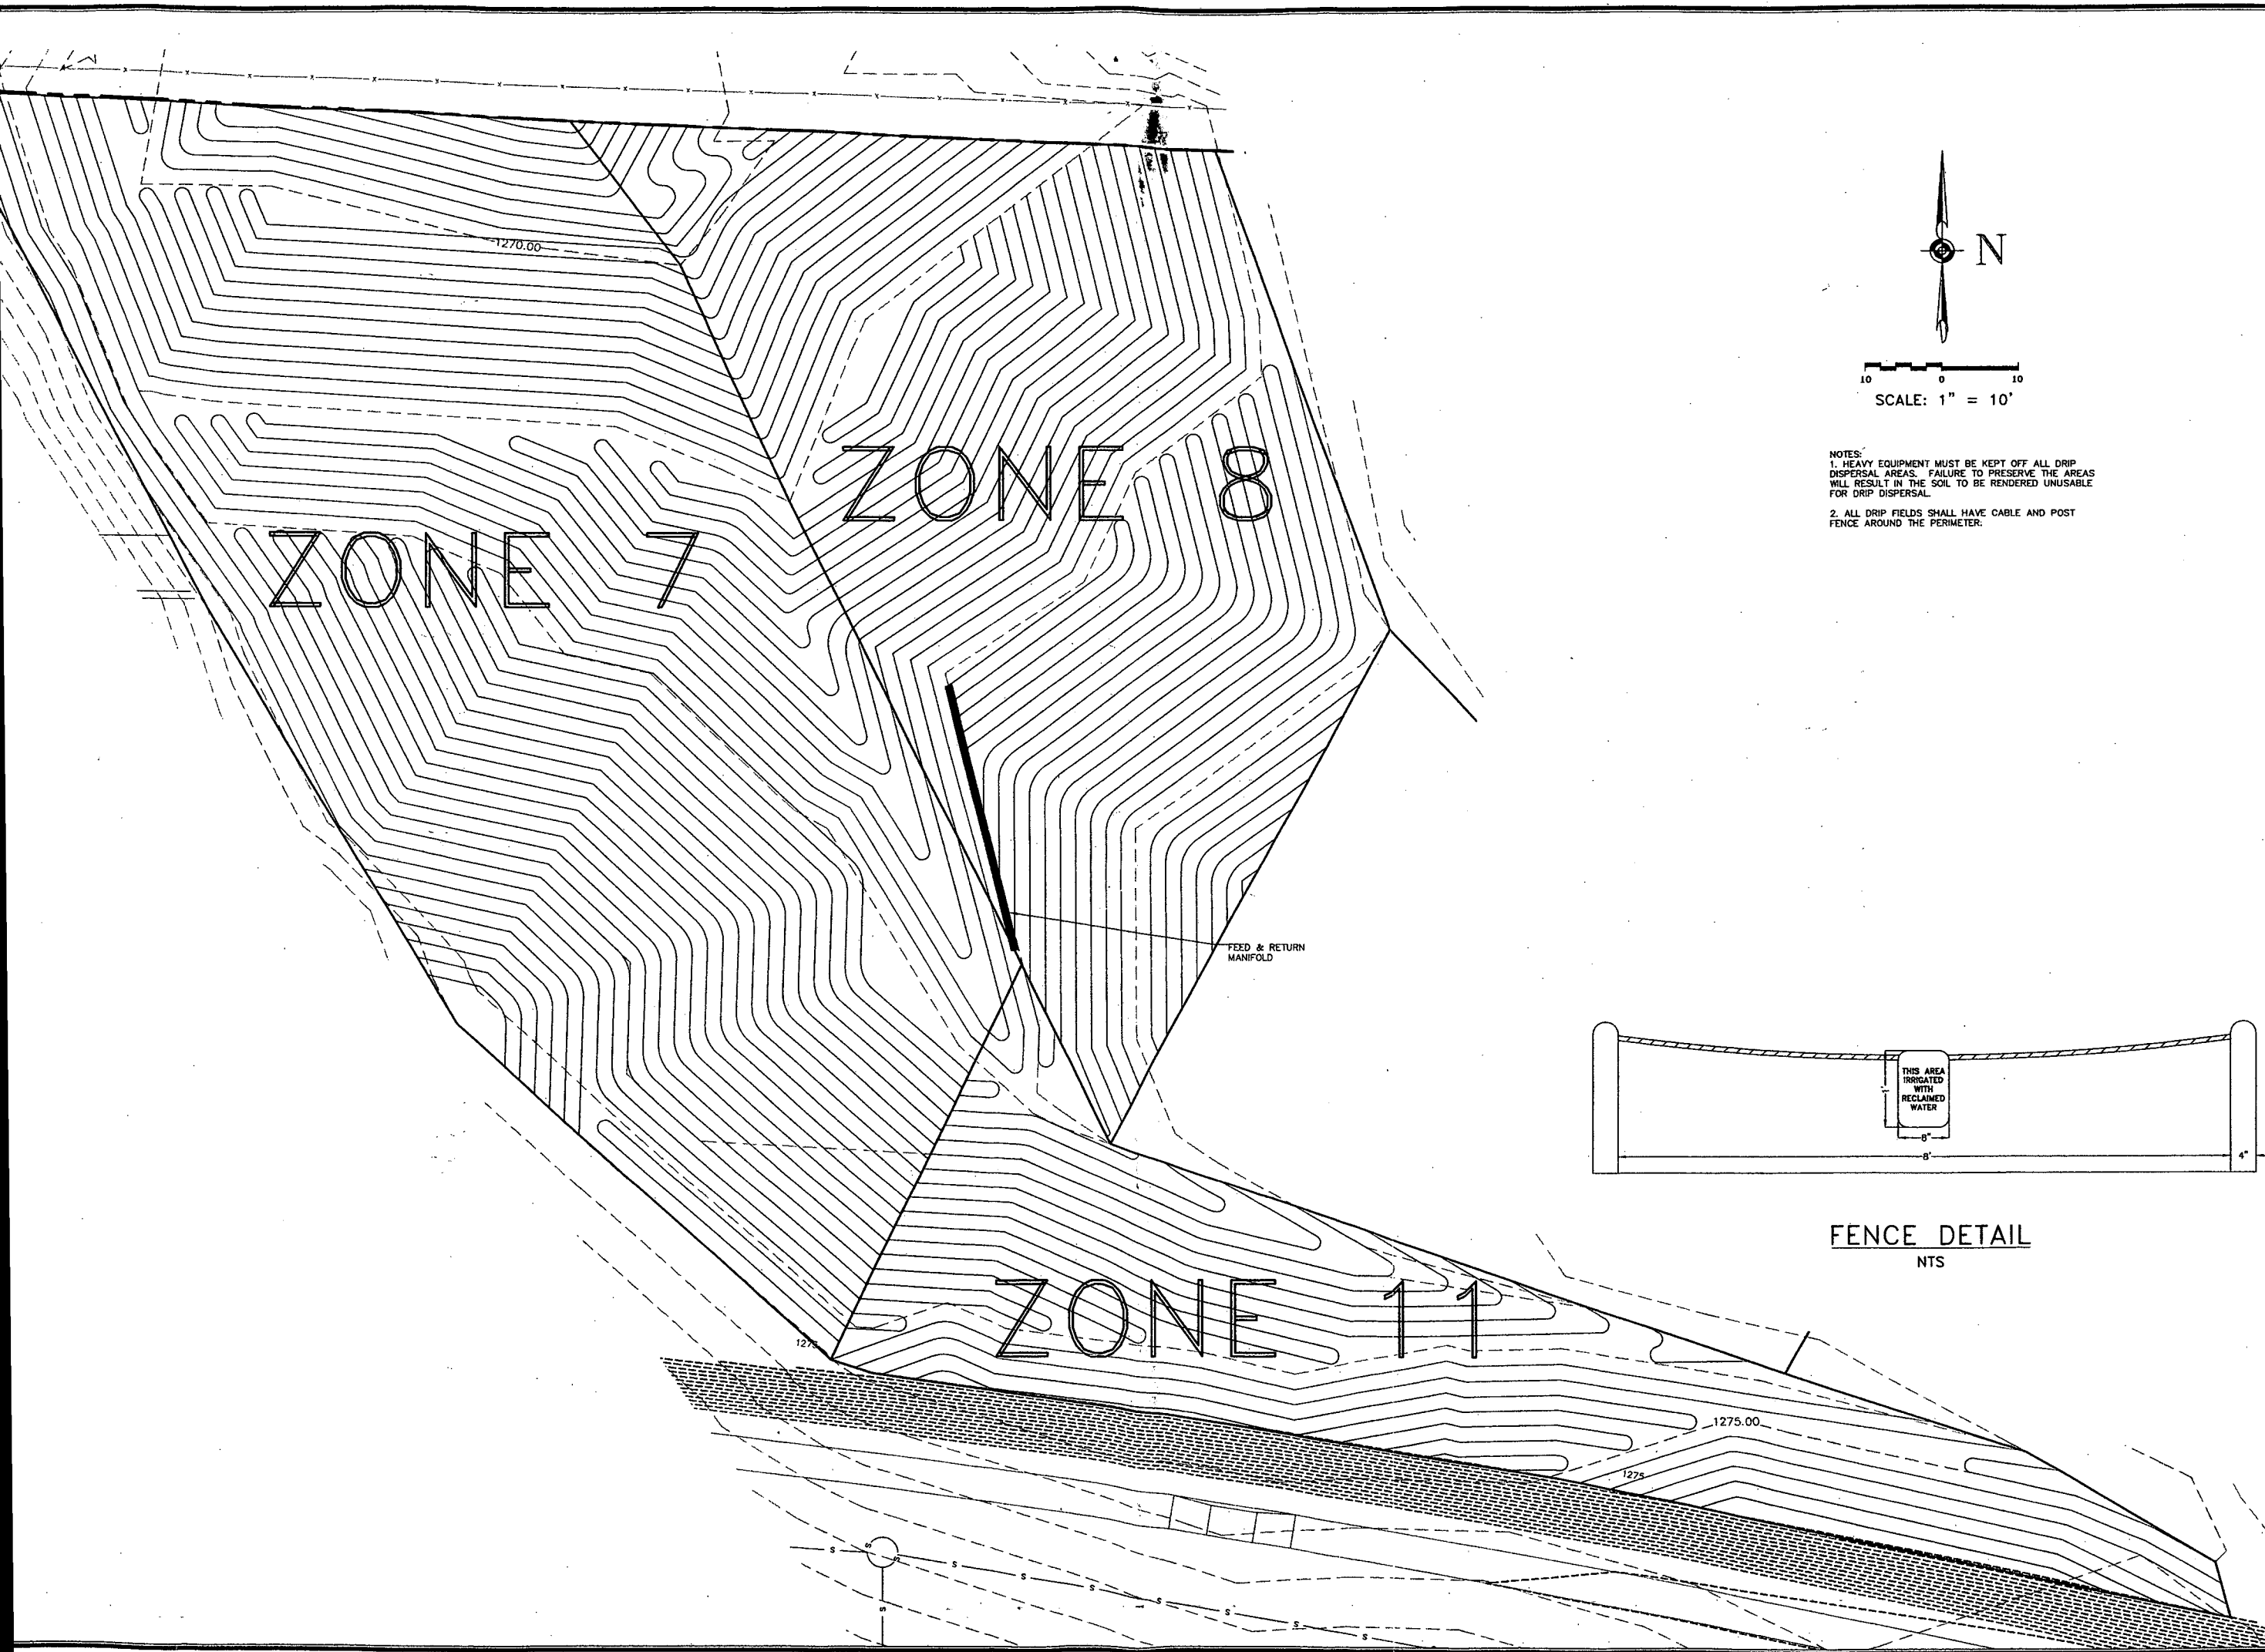 1270.00
N
10 0 10
SCALE: 1" = 10'
NOTES:
1. HEAVY EQUIPMENT MUST BE KEPT OFF ALL DRIP
DISPERSAL AREAS. FAILURE TO PRESERVE THE AREAS
WILL RESULT IN THE SOIL TO BE RENDERED UNUSABLE
FOR DRIP DISPERSAL.
2. ALL DRIP FIELDS SHALL HAVE CABLE AND POST
FENCE AROUND THE PERIMETER.
ZONE 8
ZONE 7
FEED & RETURN
MANIFOLD
THIS AREA
IRRIGATED
WITH
RECLAIMED
WATER
8"
8'
4"
FENCE DETAIL
NTS
ZONE 11
1275.00
1275
S S S S S S S S S S